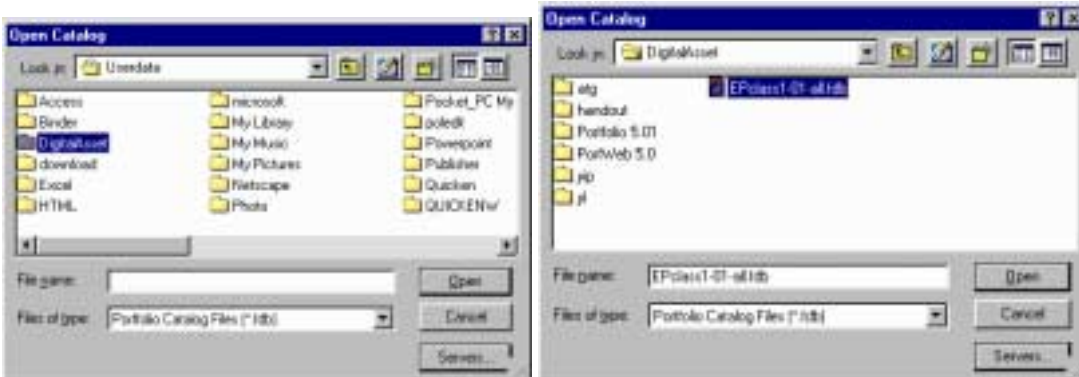 Open Catalog
Look in: Userdata
Access
Binder
DigitalAsset
download
Excel
HTML
microsoft
My Library
My Music
My Pictures
Netscape
Photo
Pocket_PC My
poledit
Powerpoint
Publisher
Quicken
QUICKENW
File name:
Open
Files of type: Portfolio Catalog Files (*.fdb)
Cancel
Servers...
Open Catalog
Look in: DigitalAsset
handout
Portfolio 5.01
PortWeb 5.0
yip
yl
EPclass1-01-all.fdb
File name: EPclass1-01-all.fdb
Open
Files of type: Portfolio Catalog Files (*.fdb)
Cancel
Servers...